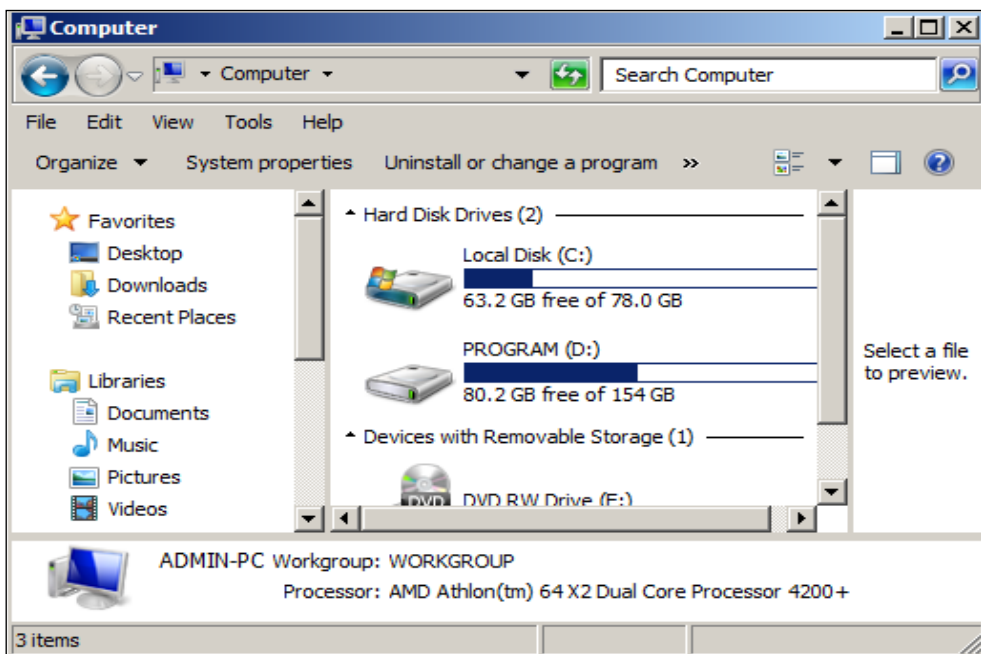 Computer
Computer
Search Computer
File Edit View Tools Help
Organize System properties Uninstall or change a program »
Favorites
Desktop
Downloads
Recent Places
Libraries
Documents
Music
Pictures
Videos
Hard Disk Drives (2)
Local Disk (C:)
63.2 GB free of 78.0 GB
PROGRAM (D:)
80.2 GB free of 154 GB
Devices with Removable Storage (1)
DVD
DVD RW Drive (E:)
Select a file
to preview.
ADMIN-PC Workgroup: WORKGROUP
Processor: AMD Athlon(tm) 64 X2 Dual Core Processor 4200+
3 items